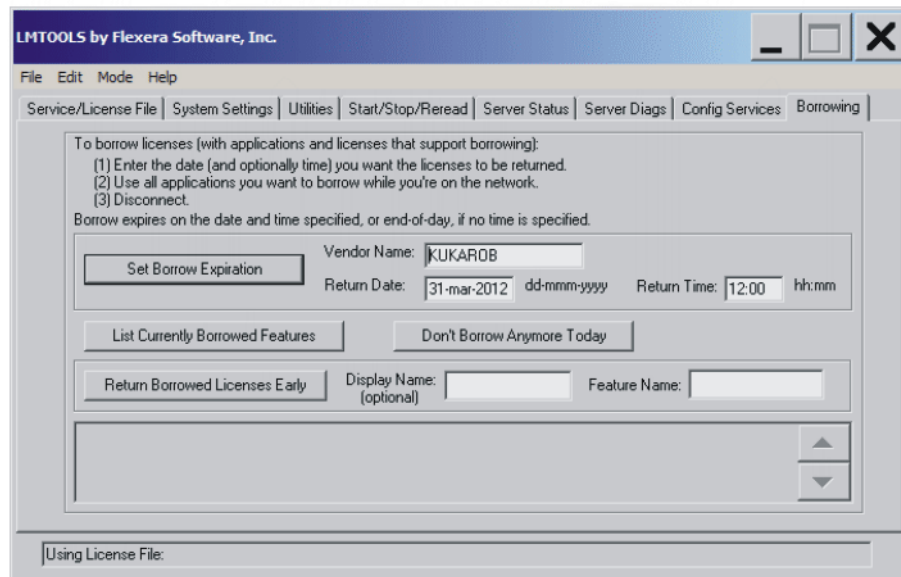 LMTOOLS by Flexera Software, Inc.
File Edit Mode Help
Service/License File System Settings Utilities Start/Stop/Reread Server Status Server Diags Config Services Borrowing
To borrow licenses (with applications and licenses that support borrowing):
(1) Enter the date (and optionally time) you want the licenses to be returned.
(2) Use all applications you want to borrow while you're on the network.
(3) Disconnect.
Borrow expires on the date and time specified, or end-of-day, if no time is specified.
Set Borrow Expiration
Vendor Name: KUKAROB
Return Date: 31-mar-2012 dd-mmm-yyyy Return Time: 12:00 hh:mm
List Currently Borrowed Features Don't Borrow Anymore Today
Return Borrowed Licenses Early Display Name: (optional) Feature Name:
Using License File: